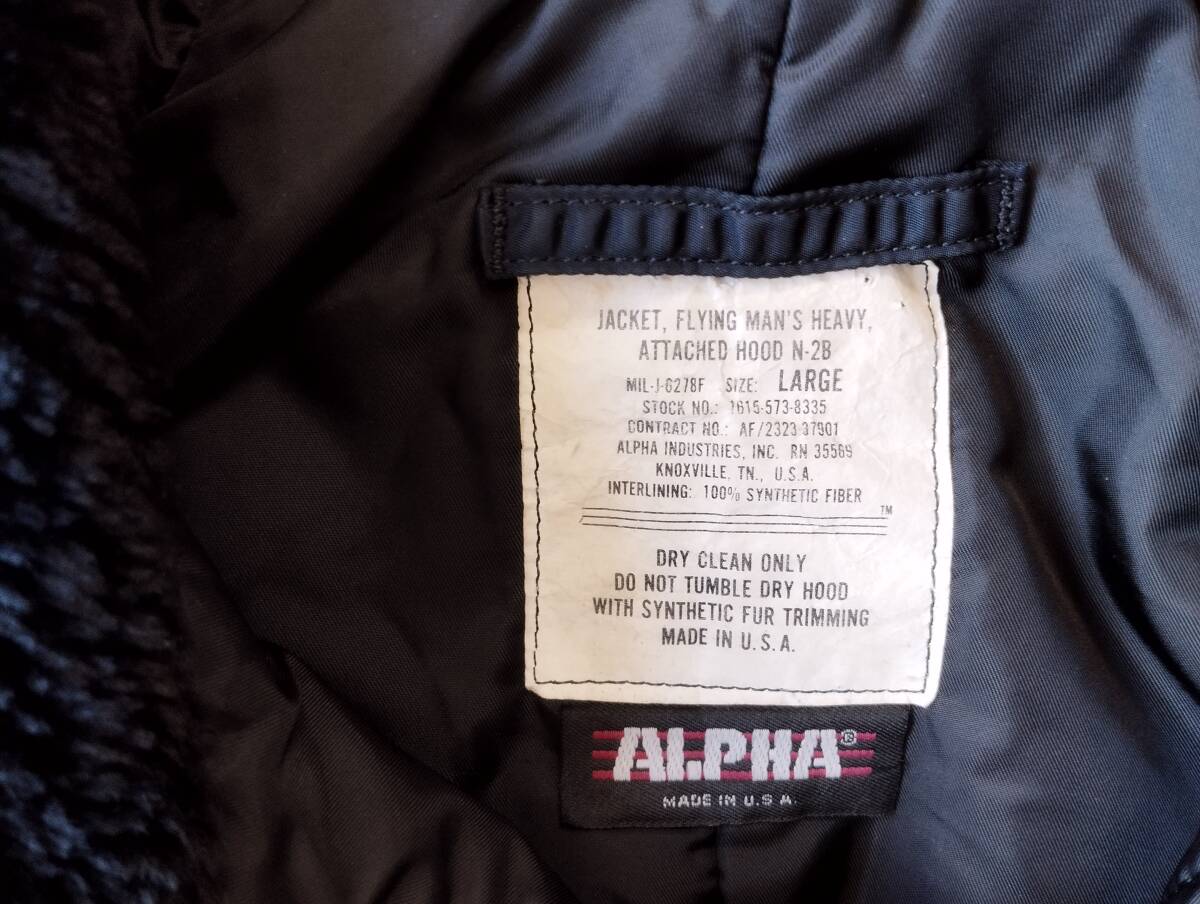 JACKET, FLYING MAN'S HEAVY,
ATTACHED HOOD N-2B
MIL-J-6278F SIZE: LARGE
STOCK NO.: 1615-573-8335
CONTRACT NO.: AF/2323 37901
ALPHA INDUSTRIES, INC. RN 35569
KNOXVILLE, TN., U.S.A.
INTERLINING: 100% SYNTHETIC FIBER
TM
DRY CLEAN ONLY
DO NOT TUMBLE DRY HOOD
WITH SYNTHETIC FUR TRIMMING
MADE IN U.S.A.
ALPHA®
MADE IN U.S.A.